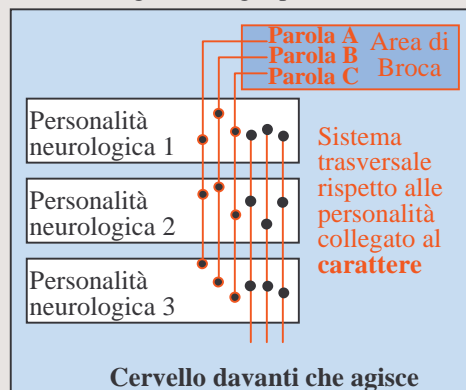 Parola A
Parola B
Parola C
Area di
Broca
Personalità
neurologica 1
Personalità
neurologica 2
Personalità
neurologica 3
Sistema
trasversale
rispetto alle
personalità
collegato al
carattere
Cervello davanti che agisce